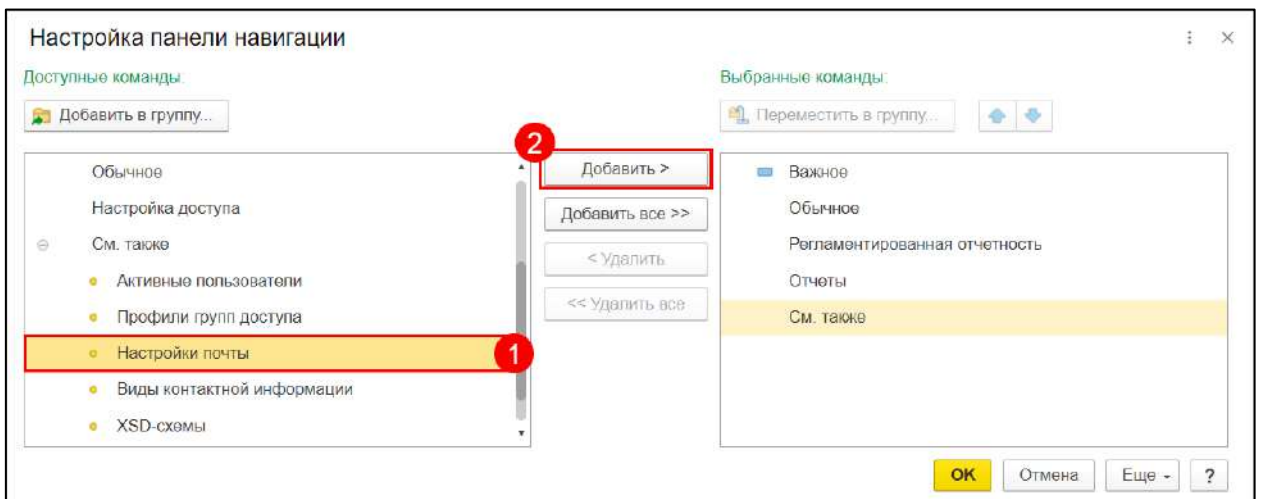 Настройка панели навигации
Доступные команды:
Выбранные команды:
Добавить в группу...
Переместить в группу...
2
Обычное
Настройка доступа
См. также
Активные пользователи
Профили групп доступа
Настройки почты
1
Виды контактной информации
XSD-схемы
Добавить >
Добавить все >>
< Удалить
<< Удалить все
Важное
Обычное
Регламентированная отчетность
Отчеты
См. также
OK
Отмена
Еще
?